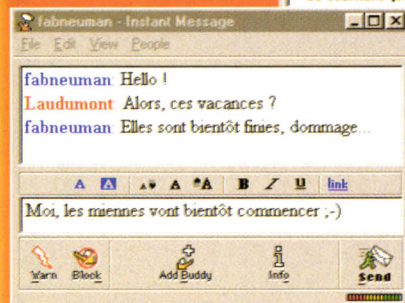 fabneuman - Instant Message
File Edit View People
fabneuman: Hello !
Laudumont: Alors, ces vacances ?
fabneuman: Elles sont bientôt finies, dommage...
A A A A A B I U link
Moi, les miennes vont bientôt commencer ;-)
Warn Block Add Buddy Info Send